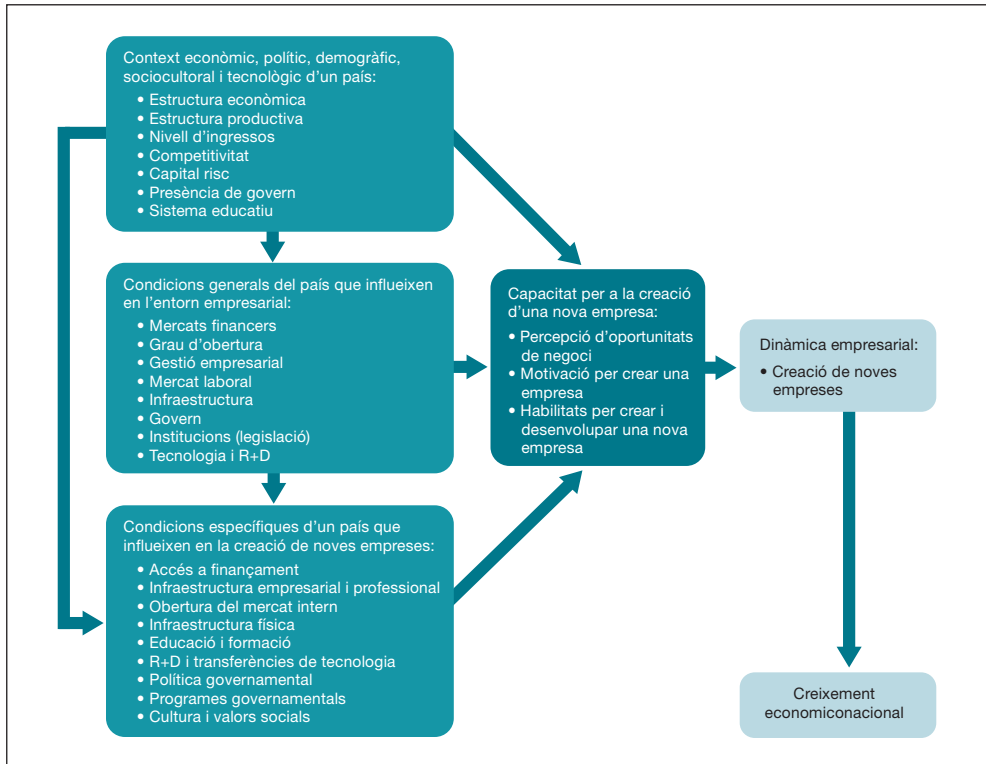 Context econòmic, polític, demogràfic,
sociocultoral i tecnològic d'un país:
• Estructura econòmica
• Estructura productiva
• Nivell d'ingressos
• Competitivitat
• Capital risc
• Presència de govern
• Sistema educatiu
Condicions generals del país que influeixen
en l'entorn empresarial:
• Mercats financers
• Grau d'obertura
• Gestió empresarial
• Mercat laboral
• Infraestructura
• Govern
• Institucions (legislació)
• Tecnologia i R+D
Condicions específiques d'un país que
influeixen en la creació de noves empreses:
• Accés a finançament
• Infraestructura empresarial i professional
• Obertura del mercat intern
• Infraestructura física
• Educació i formació
• R+D i transferències de tecnologia
• Política governamental
• Programes governamentals
• Cultura i valors socials
Capacitat per a la creació
d'una nova empresa:
• Percepció d'oportunitats
de negoci
• Motivació per crear una
empresa
• Habilitats per crear i
desenvolupar una nova
empresa
Dinàmica empresarial:
• Creació de noves
empreses
Creixement
economiconacional